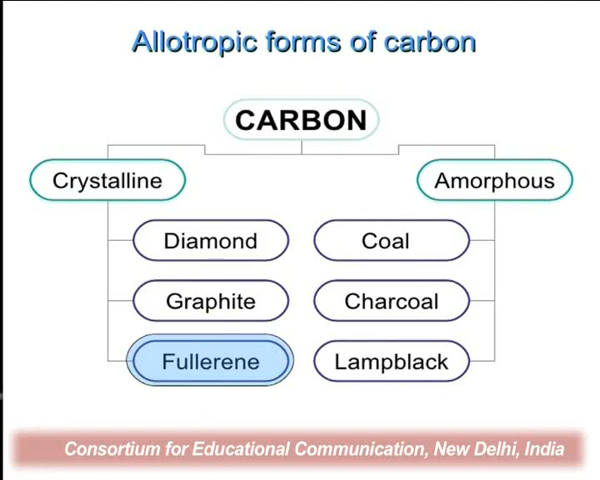 Allotropic forms of carbon
CARBON
Crystalline
Amorphous
Diamond
Coal
Graphite
Charcoal
Fullerene
Lampblack
Consortium for Educational Communication, New Delhi, India